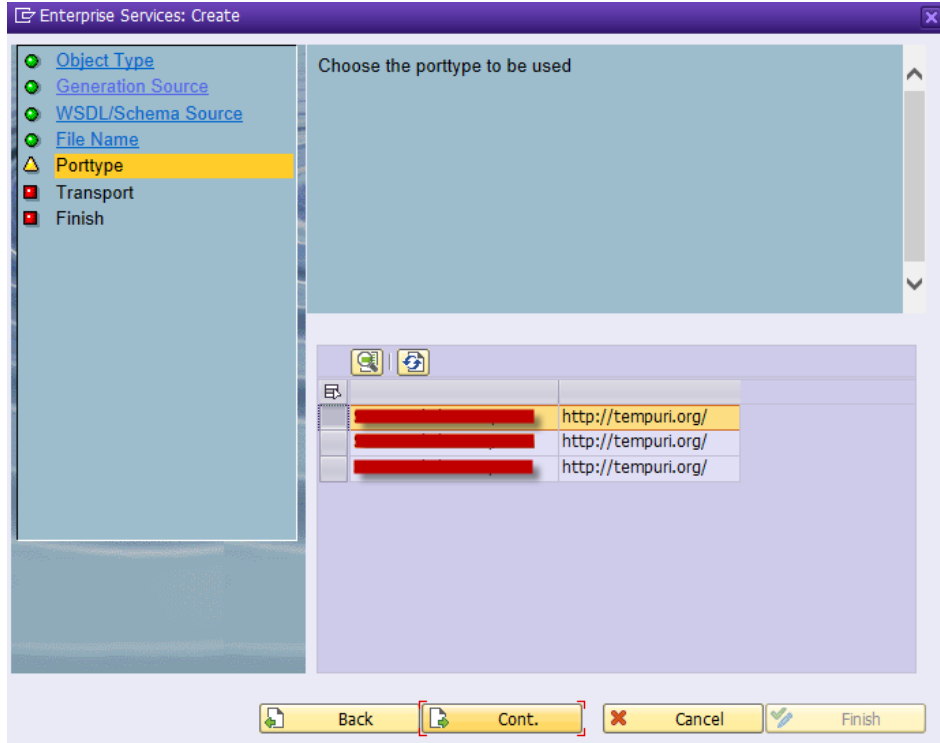 Enterprise Services: Create
Object Type
Generation Source
WSDL/Schema Source
File Name
Porttype
Transport
Finish
Choose the porttype to be used
http://tempuri.org/
http://tempuri.org/
http://tempuri.org/
Back
Cont.
Cancel
Finish